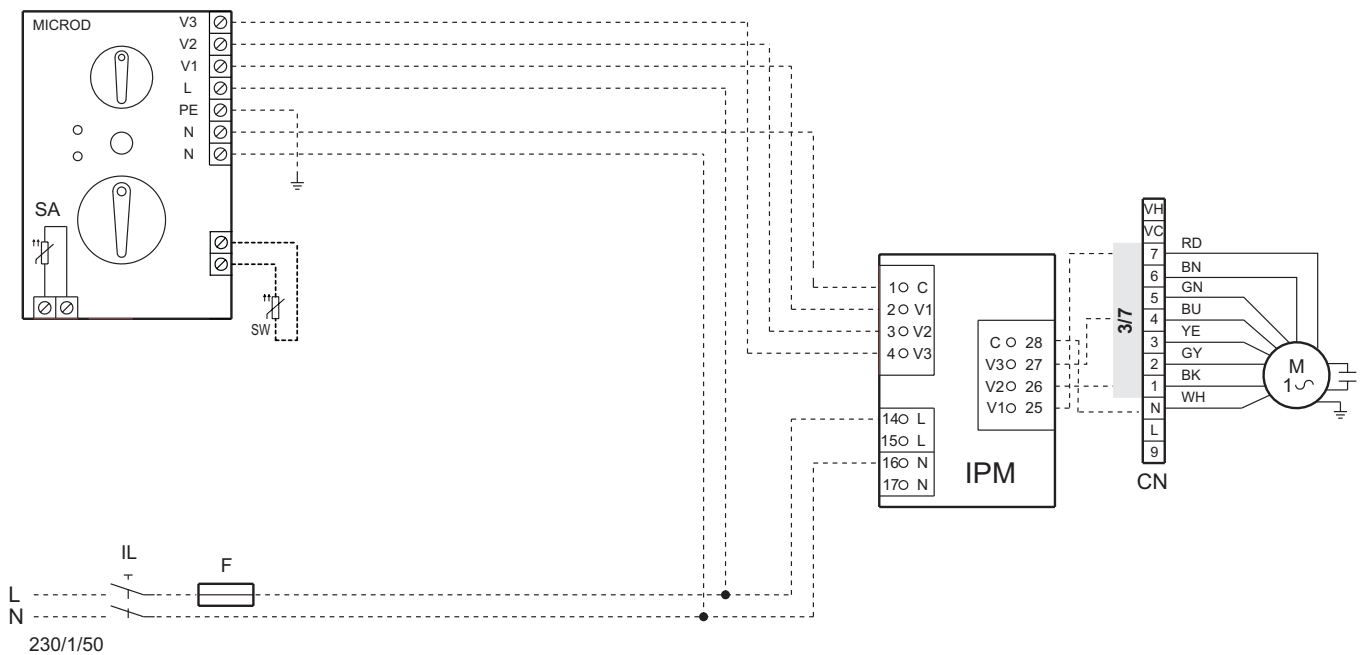 MICROD
V3
V2
V1
L
PE
N
N
SA
SW
1 C
2 V1
3 V2
4 V3
C 28
V3 27
V2 26
V1 25
14 L
15 L
16 N
17 N
IPM
3/7
VH
VC
7 RD
6 BN
5 GN
4 BU
3 YE
2 GY
1 BK
N WH
L
9
CN
M
1
IL
F
L
N
230/1/50